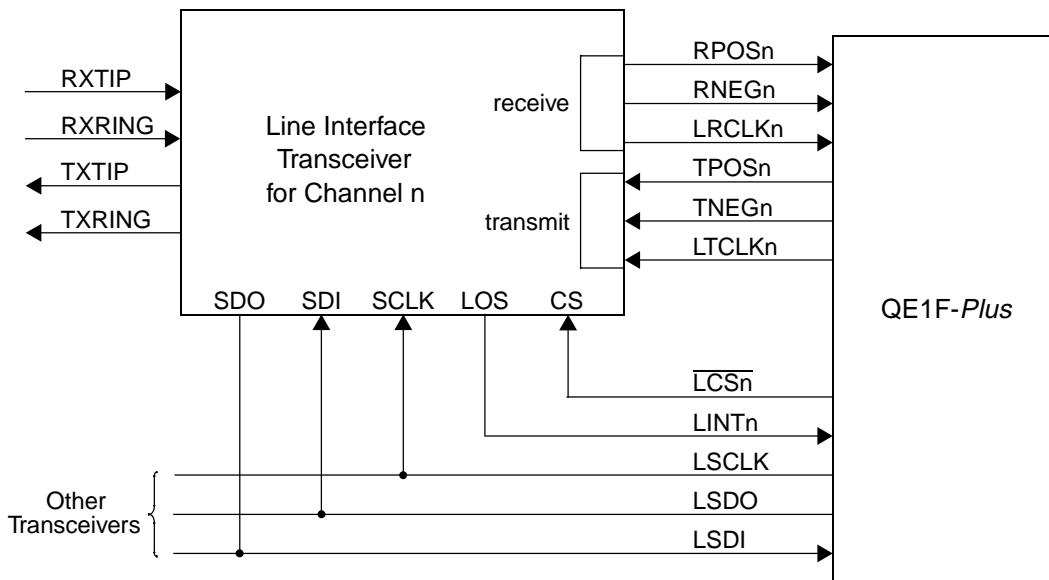 RXTIP
RXRING
TXTIP
TXRING
Line Interface
Transceiver
for Channel n
receive
transmit
SDO SDI SCLK LOS CS
RPOSn
RNEGn
LRCLKn
TPOSn
TNEGn
LTCLKn
LCSn
LINTn
LSCLK
LSDO
LSDI
QE1F-Plus
Other
Transceivers